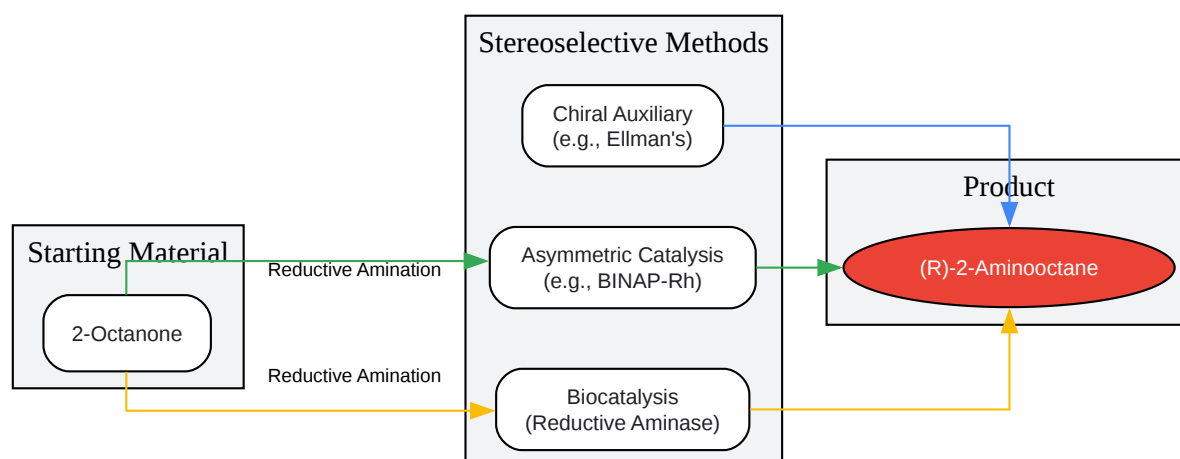 Stereoselective Methods
Chiral Auxiliary
(e.g., Ellman's)
Product
Starting Material
Reductive Amination
Asymmetric Catalysis
(e.g., BINAP-Rh)
(R)-2-Aminooctane
2-Octanone
Reductive Amination
Biocatalysis
(Reductive Aminase)